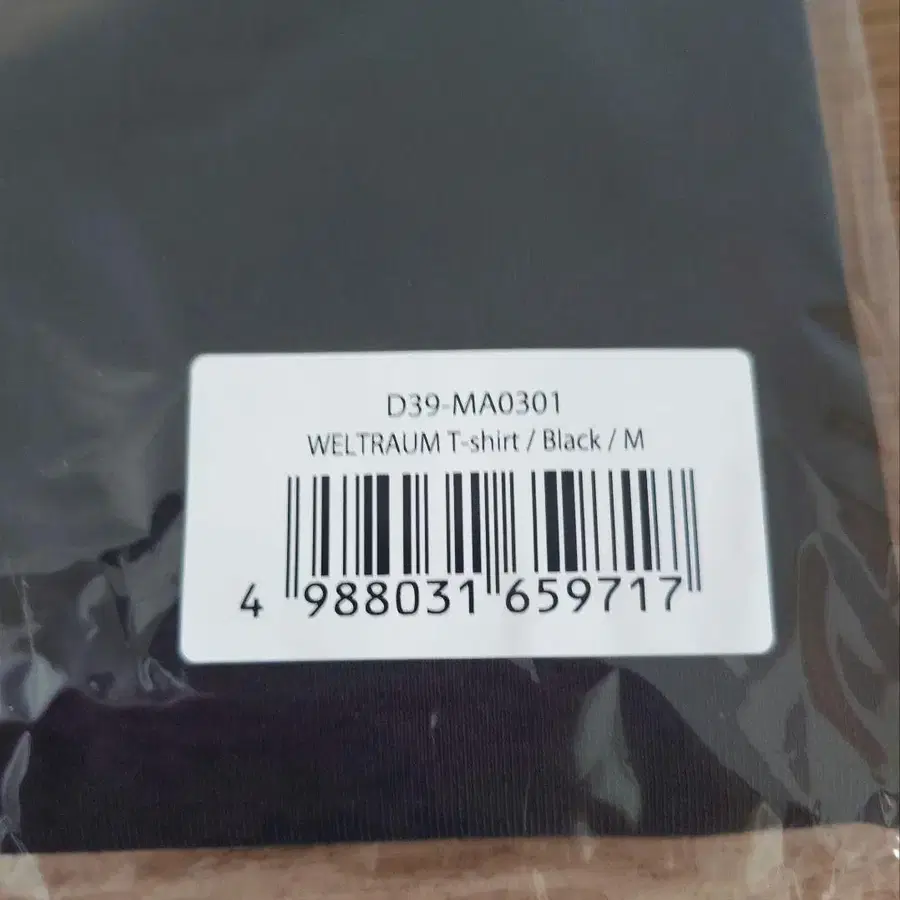 D39-MA0301
WELTRAUM T-shirt / Black / M
4 988031 659717